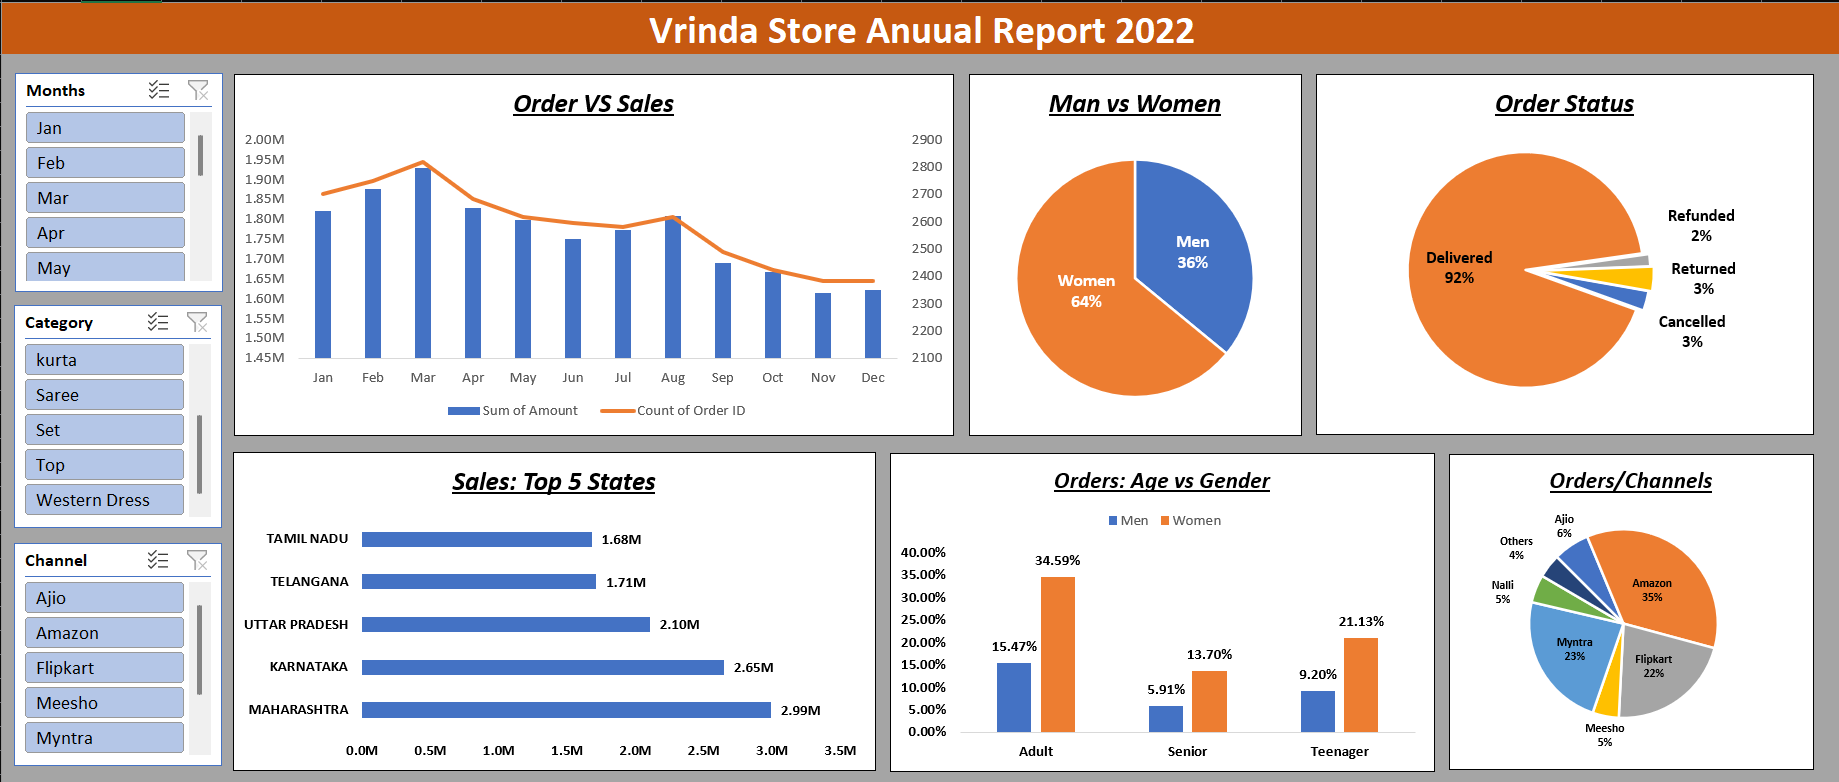 Vrinda Store Anuual Report 2022
Months
Jan
Feb
Mar
Apr
May
Category
kurta
Saree
Set
Top
Western Dress
Channel
Ajio
Amazon
Flipkart
Meesho
Myntra
Order VS Sales
2.00M
1.95M
1.90M
1.85M
1.80M
1.75M
1.70M
1.65M
1.60M
1.55M
1.50M
1.45M
2900
2800
2700
2600
2500
2400
2300
2200
2100
Jan Feb Mar Apr May Jun Jul Aug Sep Oct Nov Dec
Sum of Amount Count of Order ID
Man vs Women
Men
36%
Women
64%
Order Status
Delivered
92%
Refunded
2%
Returned
3%
Cancelled
3%
Sales: Top 5 States
TAMIL NADU 1.68M
TELANGANA 1.71M
UTTAR PRADESH 2.10M
KARNATAKA 2.65M
MAHARASHTRA 2.99M
0.0M 0.5M 1.0M 1.5M 2.0M 2.5M 3.0M 3.5M
Orders: Age vs Gender
Men Women
40.00%
35.00%
30.00%
25.00%
20.00%
15.00%
10.00%
5.00%
0.00%
15.47%
34.59%
5.91%
13.70%
9.20%
21.13%
Adult Senior Teenager
Orders/Channels
Ajio
6%
Others
4%
Nalli
5%
Amazon
35%
Myntra
23%
Flipkart
22%
Meesho
5%